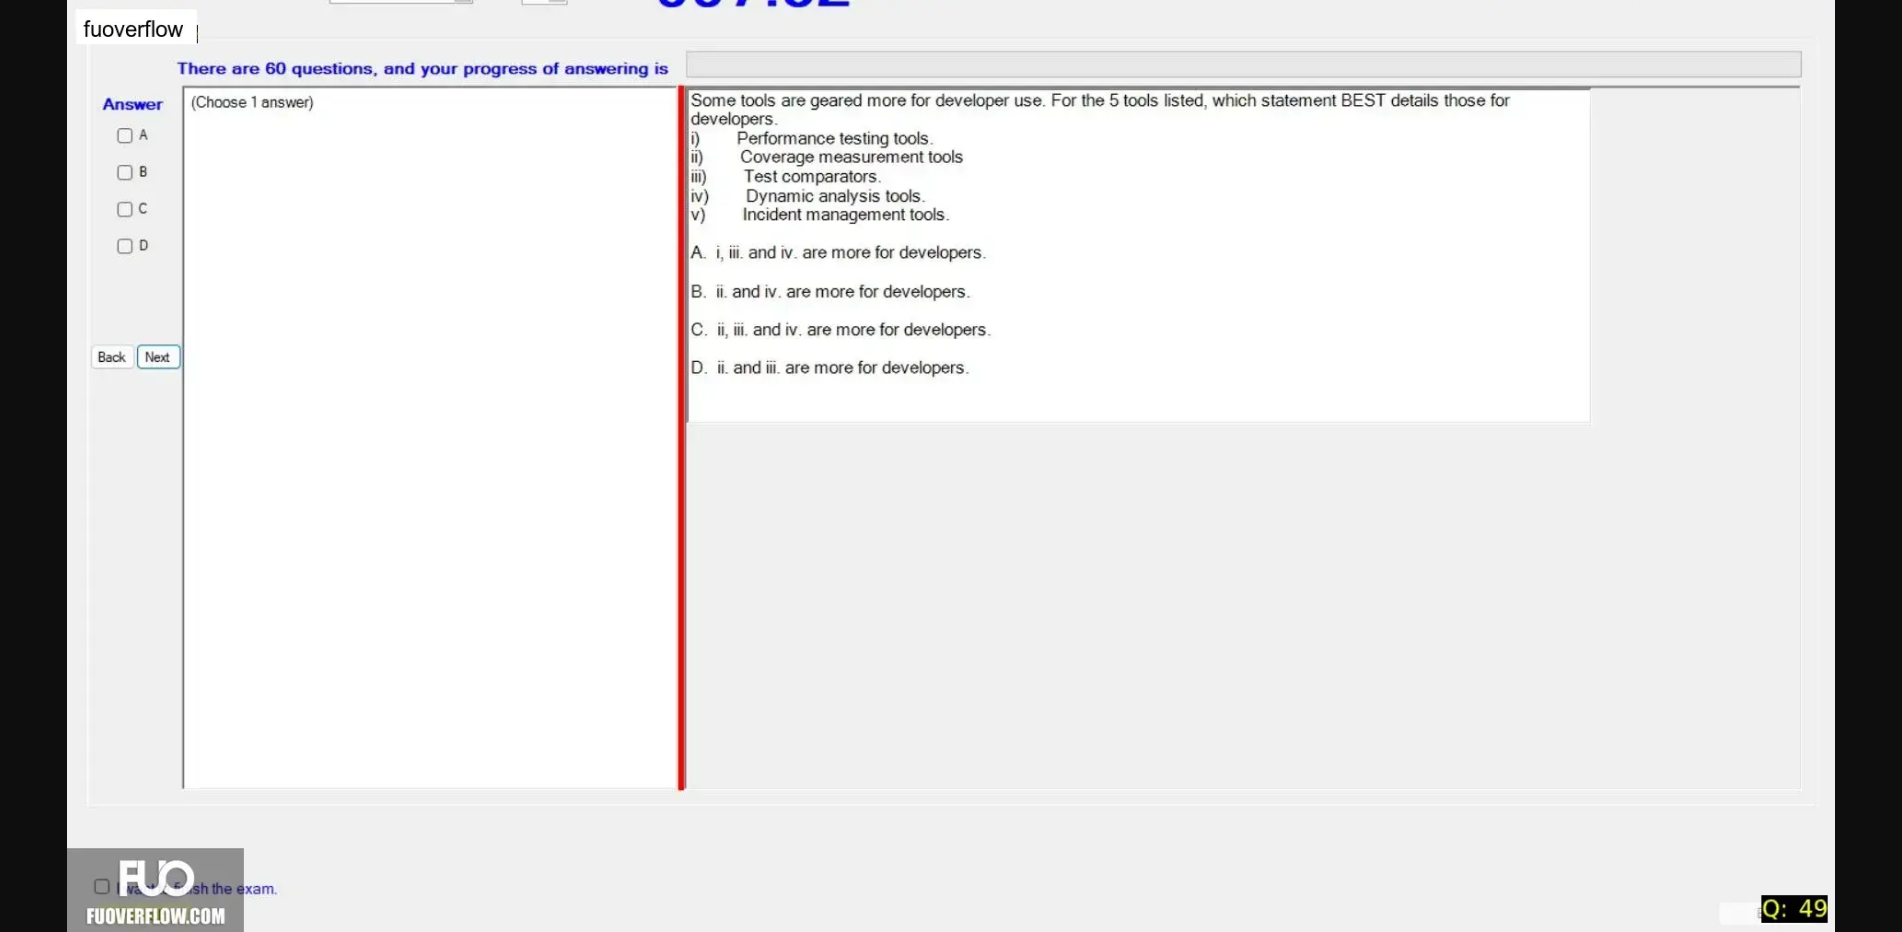 fuoverflow
There are 60 questions, and your progress of answering is
Answer
(Choose 1 answer)
A
B
C
D
Back
Next
Some tools are geared more for developer use. For the 5 tools listed, which statement BEST details those for
developers.
i) Performance testing tools.
ii) Coverage measurement tools
iii) Test comparators.
iv) Dynamic analysis tools.
v) Incident management tools.
A. i, iii. and iv. are more for developers.
B. ii. and iv. are more for developers.
C. ii, iii. and iv. are more for developers.
D. ii. and iii. are more for developers.
FUO
the exam.
FUOVERFLOW.COM
Q: 49